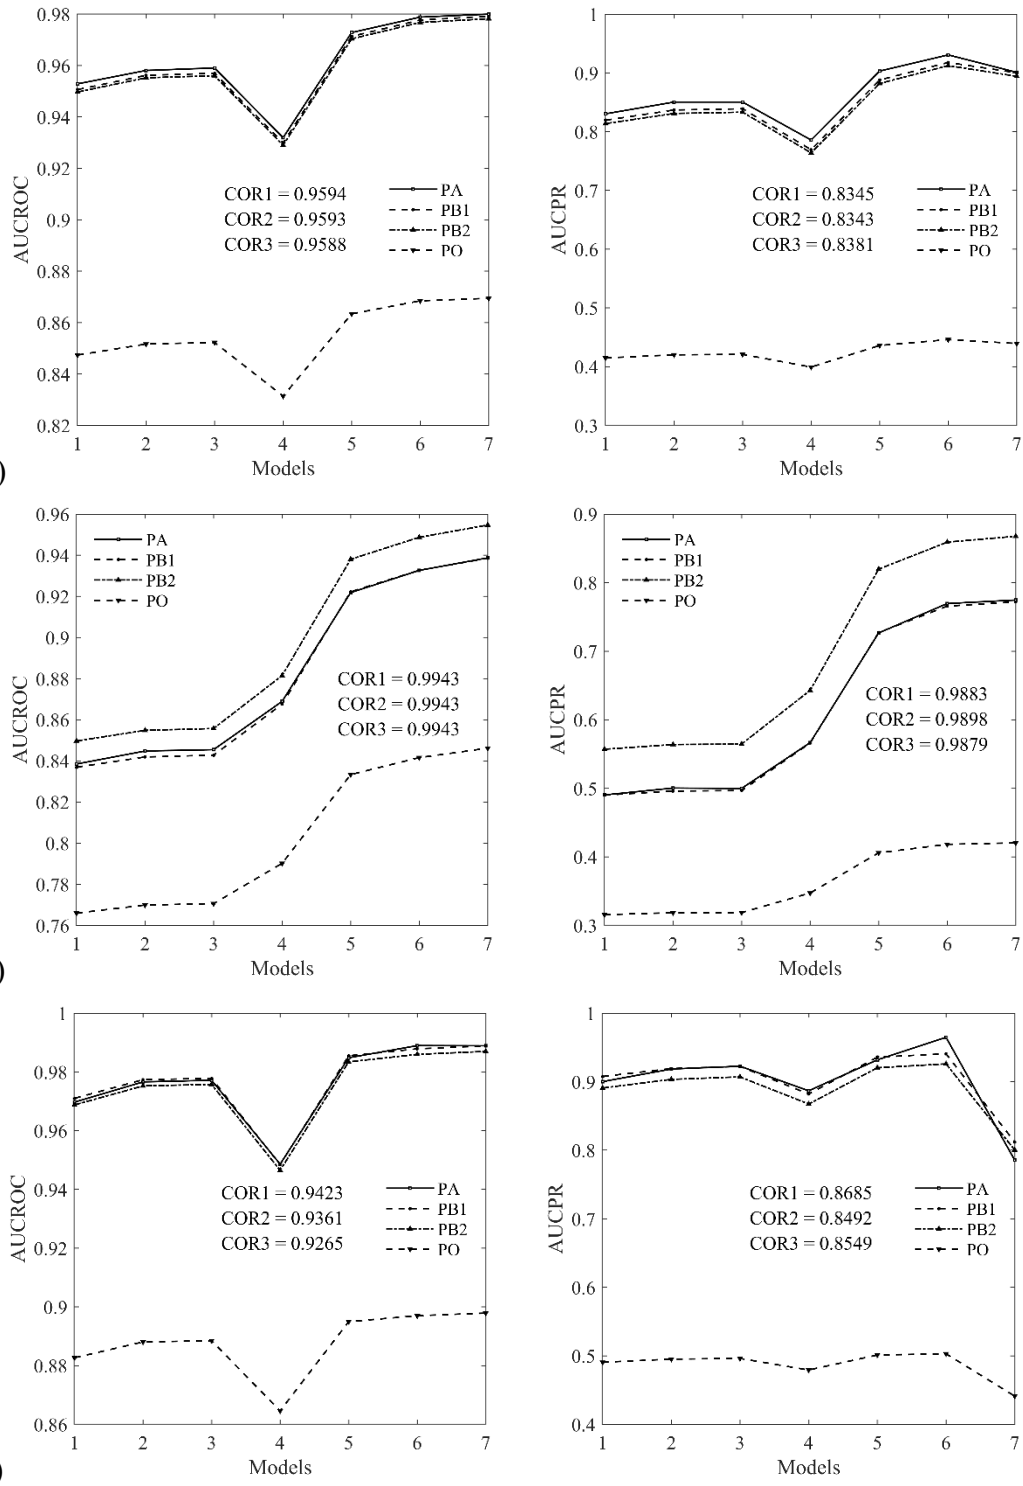 0.98
0.96
0.94
0.92
0.9
0.88
0.86
0.84
0.82
AUCROC
COR1 = 0.9594
COR2 = 0.9593
COR3 = 0.9588
PA
PB1
PB2
PO
1 2 3 4 5 6 7
Models
1
0.9
0.8
0.7
0.6
0.5
0.4
0.3
AUCPR
COR1 = 0.8345
COR2 = 0.8343
COR3 = 0.8381
PA
PB1
PB2
PO
1 2 3 4 5 6 7
Models
)
0.96
0.94
0.92
0.9
0.88
0.86
0.84
0.82
0.8
0.78
0.76
AUCROC
PA
PB1
PB2
PO
COR1 = 0.9943
COR2 = 0.9943
COR3 = 0.9943
1 2 3 4 5 6 7
Models
0.9
0.8
0.7
0.6
0.5
0.4
0.3
AUCPR
PA
PB1
PB2
PO
COR1 = 0.9883
COR2 = 0.9898
COR3 = 0.9879
1 2 3 4 5 6 7
Models
)
1
0.98
0.96
0.94
0.92
0.9
0.88
0.86
AUCROC
COR1 = 0.9423
COR2 = 0.9361
COR3 = 0.9265
PA
PB1
PB2
PO
1 2 3 4 5 6 7
Models
1
0.9
0.8
0.7
0.6
0.5
0.4
AUCPR
COR1 = 0.8685
COR2 = 0.8492
COR3 = 0.8549
PA
PB1
PB2
PO
1 2 3 4 5 6 7
Models
)